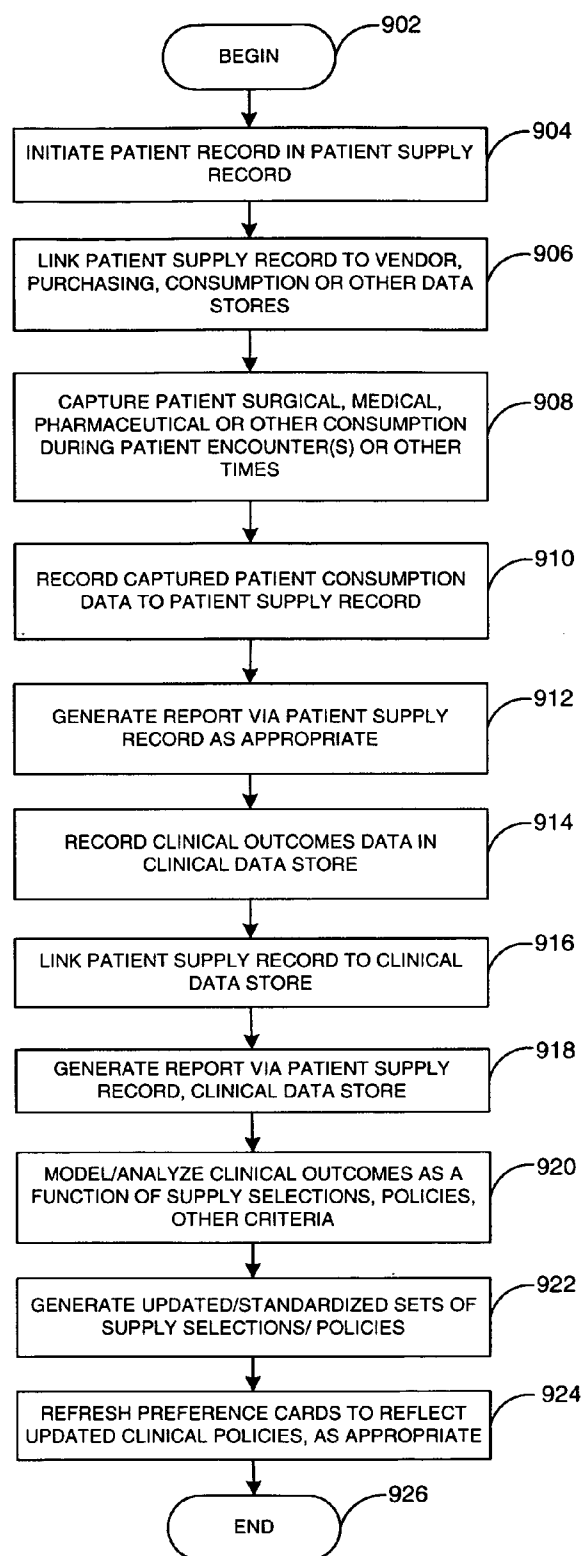 902
BEGIN
904
INITIATE PATIENT RECORD IN PATIENT SUPPLY
RECORD
906
LINK PATIENT SUPPLY RECORD TO VENDOR,
PURCHASING, CONSUMPTION OR OTHER DATA
STORES
908
CAPTURE PATIENT SURGICAL, MEDICAL,
PHARMACEUTICAL OR OTHER CONSUMPTION
DURING PATIENT ENCOUNTER(S) OR OTHER
TIMES
910
RECORD CAPTURED PATIENT CONSUMPTION
DATA TO PATIENT SUPPLY RECORD
912
GENERATE REPORT VIA PATIENT SUPPLY
RECORD AS APPROPRIATE
914
RECORD CLINICAL OUTCOMES DATA IN
CLINICAL DATA STORE
916
LINK PATIENT SUPPLY RECORD TO CLINICAL
DATA STORE
918
GENERATE REPORT VIA PATIENT SUPPLY
RECORD, CLINICAL DATA STORE
920
MODEL/ANALYZE CLINICAL OUTCOMES AS A
FUNCTION OF SUPPLY SELECTIONS, POLICIES,
OTHER CRITERIA
922
GENERATE UPDATED/STANDARDIZED SETS OF
SUPPLY SELECTIONS/ POLICIES
924
REFRESH PREFERENCE CARDS TO REFLECT
UPDATED CLINICAL POLICIES, AS APPROPRIATE
926
END